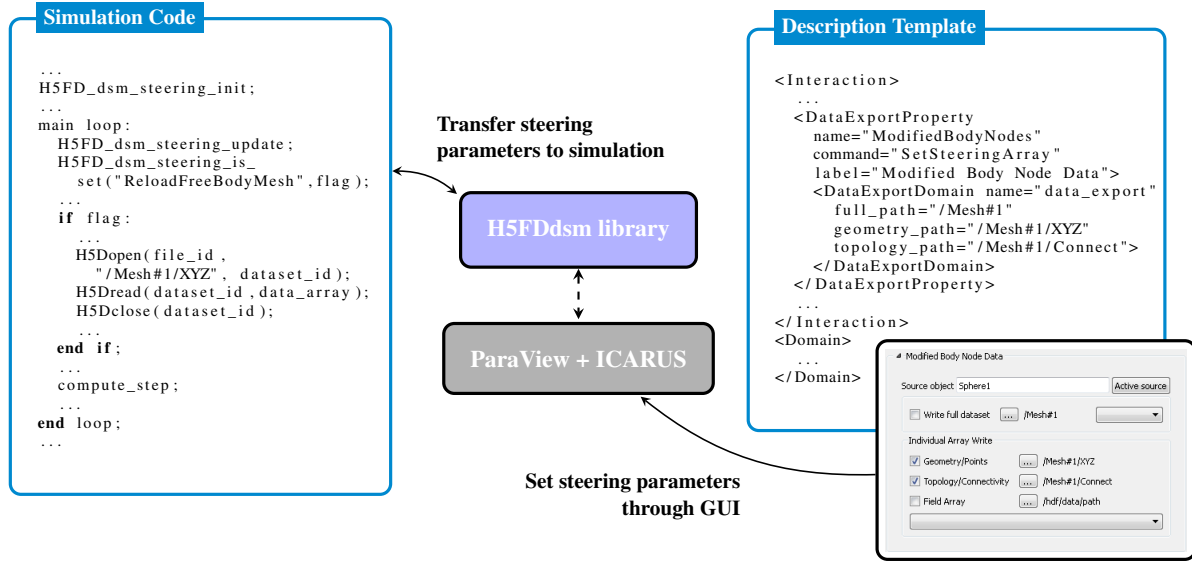 Simulation Code
...
H5FD_dsm_steering_init;
...
main loop:
H5FD_dsm_steering_update;
H5FD_dsm_steering_is_
set("ReloadFreeBodyMesh",flag);
...
if flag:
...
H5Dopen(file_id,
"/Mesh#1/XYZ", dataset_id);
H5Dread(dataset_id,data_array);
H5Dclose(dataset_id);
...
end if;
...
compute_step;
...
end loop;
...
Transfer steering
parameters to simulation
H5FDdsm library
ParaView + ICARUS
Set steering parameters
through GUI
Description Template
<Interaction>
...
<DataExportProperty
name="ModifiedBodyNodes"
command="SetSteeringArray"
label="Modified Body Node Data">
<DataExportDomain name="data_export"
full_path="/Mesh#1"
geometry_path="/Mesh#1/XYZ"
topology_path="/Mesh#1/Connect">
</DataExportDomain>
</DataExportProperty>
...
</Interaction>
<Domain>
...
</Domain>
Modified Body Node Data
Source object Sphere1 Active source
Write full dataset ... /Mesh#1
Individual Array Write
Geometry/Points ... /Mesh#1/XYZ
Topology/Connectivity ... /Mesh#1/Connect
Field Array ... /hdf/data/path